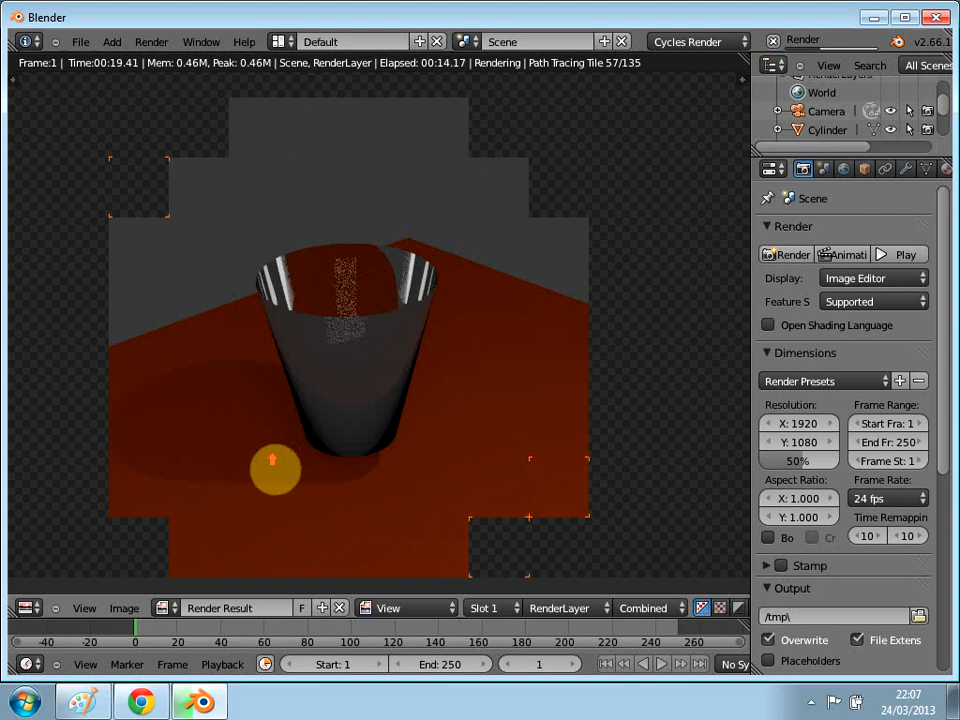 Blender
File Add Render Window Help Default Scene Cycles Render Render v2.66.1
Frame:1 | Time:00:19.41 | Mem: 0.46M, Peak: 0.46M | Scene, RenderLayer | Elapsed: 00:14.17 | Rendering | Path Tracing Tile 57/135
View Search All Scenes
RenderLayers
World
Camera
Cylinder
Scene
Render
Render Animati Play
Display: Image Editor
Feature S Supported
Open Shading Language
Dimensions
Render Presets
Resolution: Frame Range:
X: 1920 Start Fra: 1
Y: 1080 End Fr: 250
50% Frame St: 1
Aspect Ratio: Frame Rate:
X: 1.000 24 fps
Y: 1.000 Time Remappin
Bo Cr 10 10
Stamp
Output
/tmp\
Overwrite File Extens
Placeholders
View Image Render Result F View Slot 1 RenderLayer Combined
-40 -20 0 20 40 60 80 100 120 140 160 180 200 220 240 260
View Marker Frame Playback Start: 1 End: 250 1 No Sy
22:07
24/03/2013